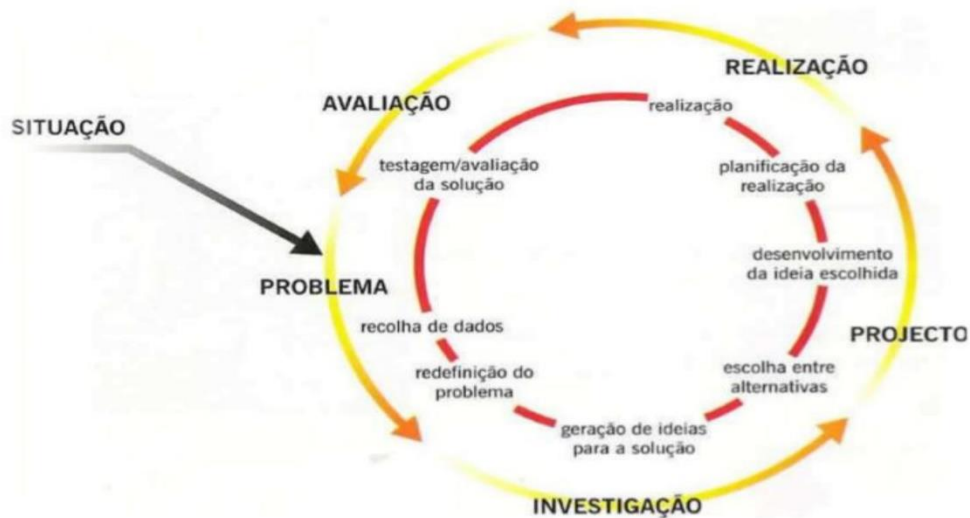 REALIZAÇÃO
AVALIAÇÃO
realização
SITUAÇÃO
testagem/avaliação
da solução
planificação da
realização
desenvolvimento
da ideia escolhida
PROBLEMA
recolha de dados
PROJECTO
redefinição do
problema
escolha entre
alternativas
geração de ideias
para a solução
INVESTIGAÇÃO